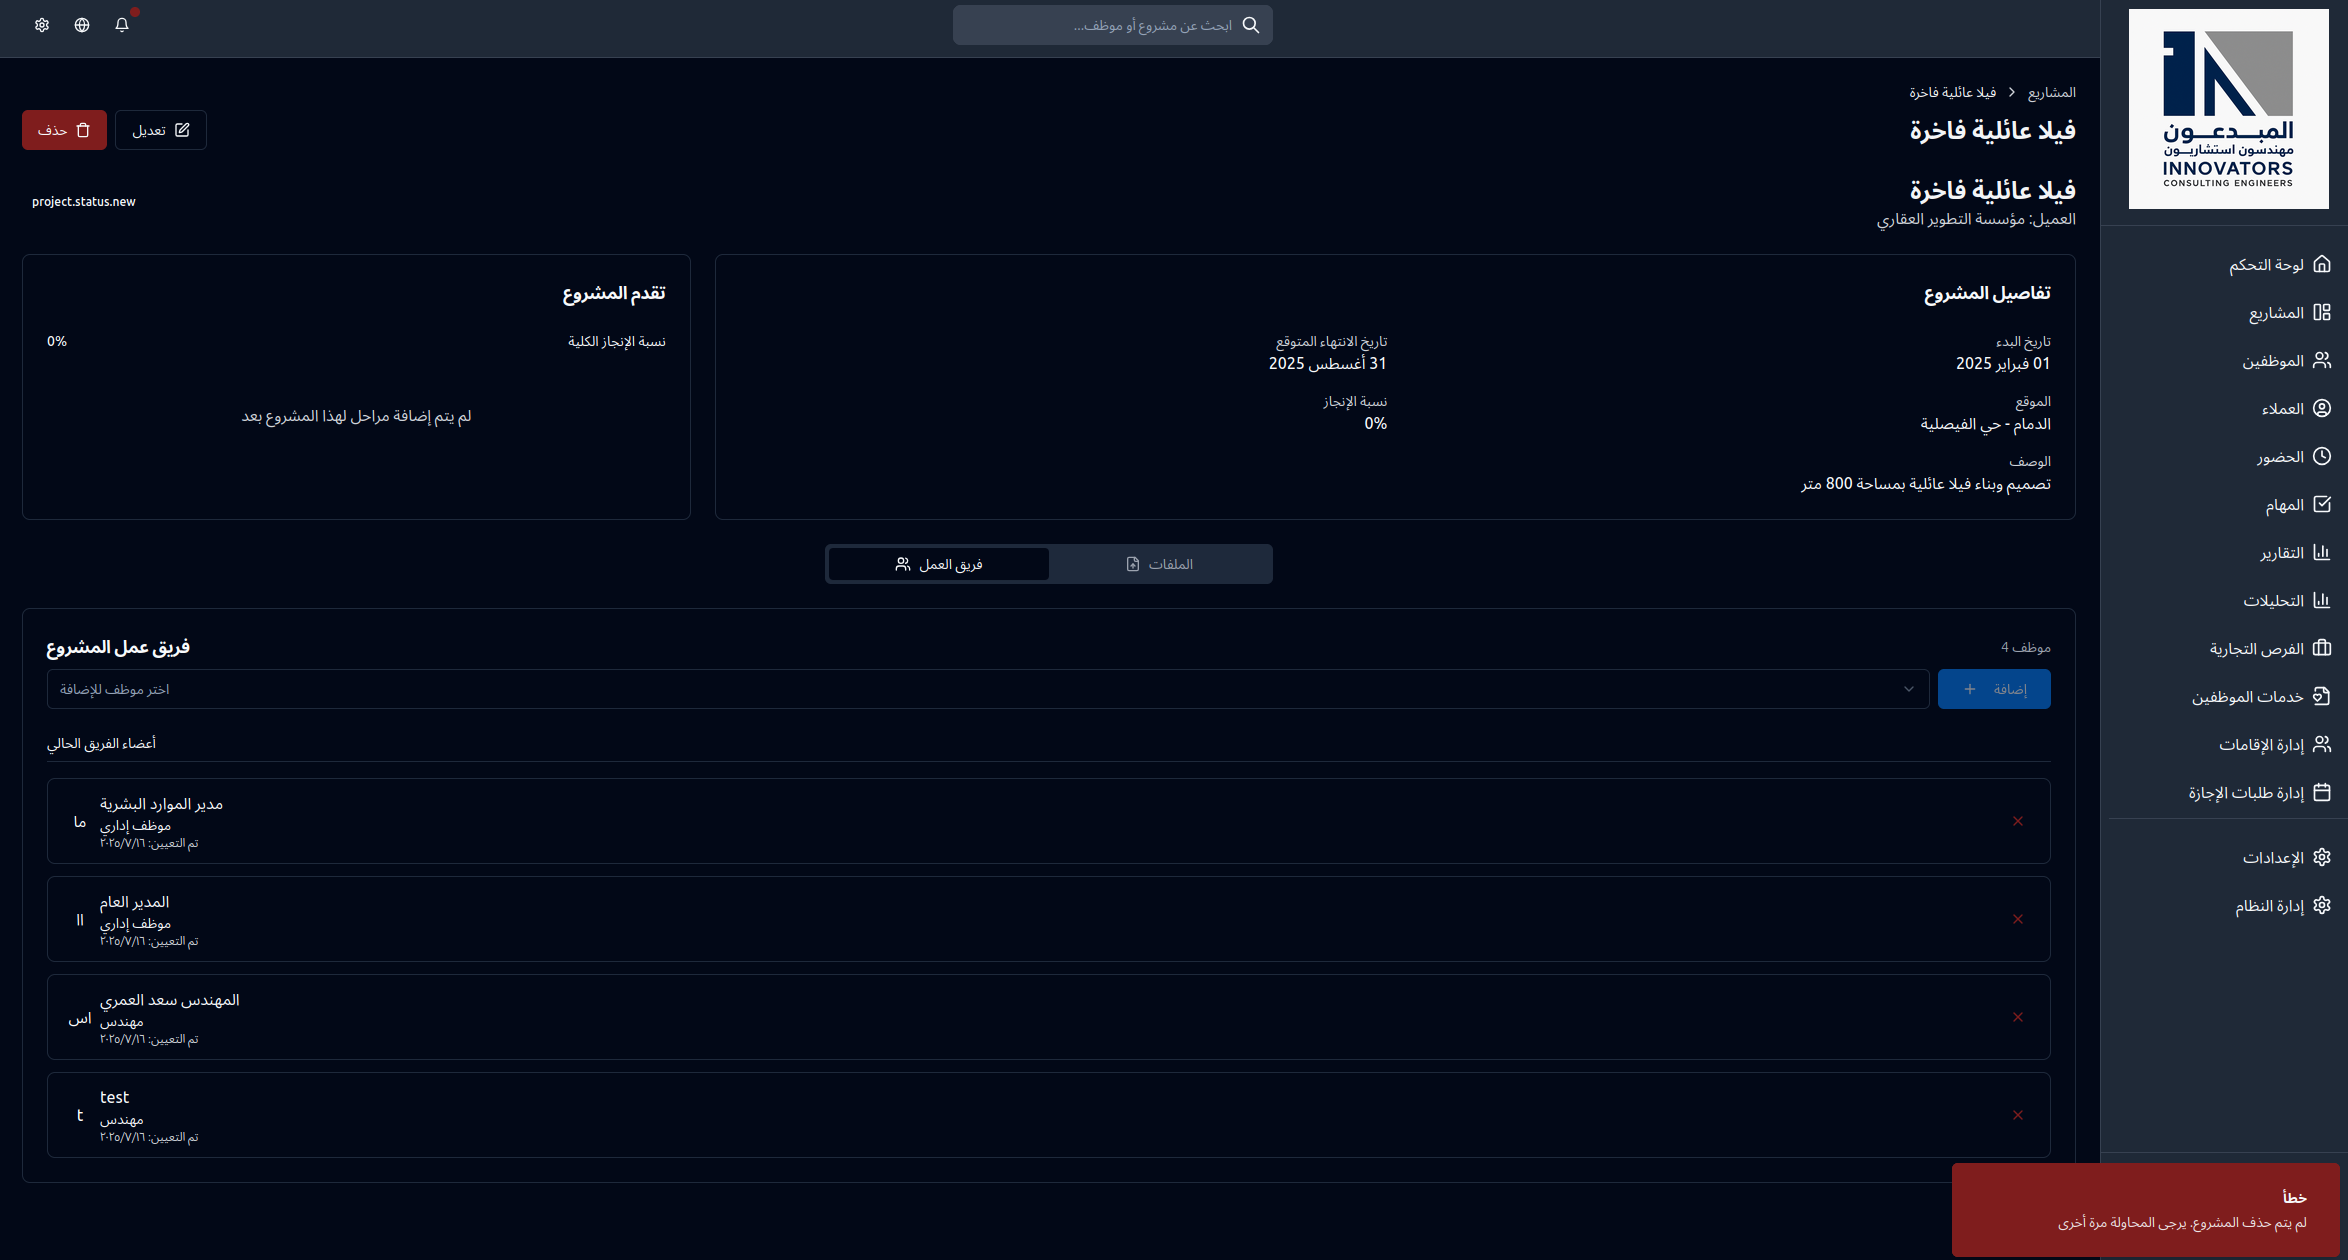 ابحث عن مشروع أو موظف...
المبدعون
مهندسون استشاريون
INNOVATORS
CONSULTING ENGINEERS
لوحة التحكم
المشاريع
الموظفين
العملاء
الحضور
المهام
التقارير
التحليلات
الفرص التجارية
خدمات الموظفين
إدارة الإقامات
إدارة طلبات الإجازة
الإعدادات
إدارة النظام
المشاريع > فيلا عائلية فاخرة
فيلا عائلية فاخرة
تعديل
حذف
فيلا عائلية فاخرة
العميل: مؤسسة التطوير العقاري
project.status.new
تفاصيل المشروع
تاريخ البدء
01 فبراير 2025
تاريخ الانتهاء المتوقع
31 أغسطس 2025
الموقع
الدمام - حي الفيصلية
نسبة الإنجاز
0%
الوصف
تصميم وبناء فيلا عائلية بمساحة 800 متر
تقدم المشروع
نسبة الإنجاز الكلية
0%
لم يتم إضافة مراحل لهذا المشروع بعد
الملفات
فريق العمل
موظف 4
فريق عمل المشروع
إضافة +
اختر موظف للإضافة
أعضاء الفريق الحالي
ما
مدير الموارد البشرية
موظف إداري
تم التعيين: ١٦‏/٧‏/٢٠٢٥
اا
المدير العام
موظف إداري
تم التعيين: ١٦‏/٧‏/٢٠٢٥
اس
المهندس سعد العمري
مهندس
تم التعيين: ١٦‏/٧‏/٢٠٢٥
t
test
مهندس
تم التعيين: ١٦‏/٧‏/٢٠٢٥
خطأ
لم يتم حذف المشروع. يرجى المحاولة مرة أخرى